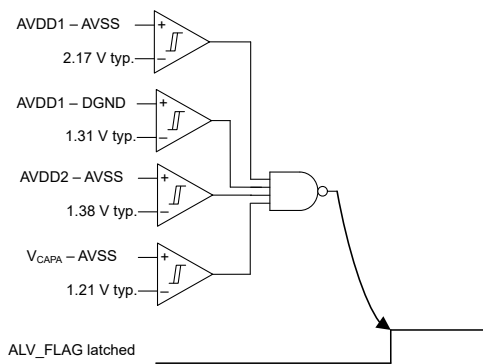 AVDD1 – AVSS
+
2.17 V typ.
–
AVDD1 – DGND
+
1.31 V typ.
–
AVDD2 – AVSS
+
1.38 V typ.
–
VCAPA – AVSS
+
1.21 V typ.
–
ALV_FLAG latched